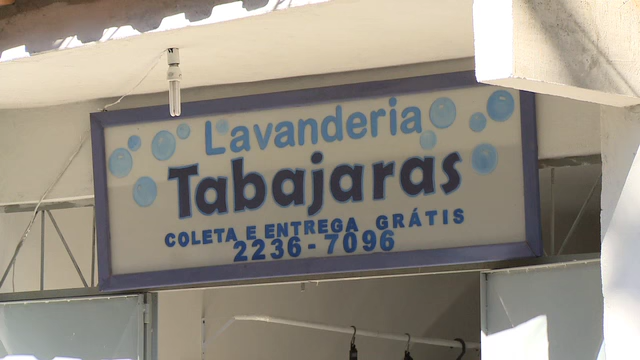 Lavanderia
Tabajaras
COLETA E ENTREGA GRÁTIS
2236-7096